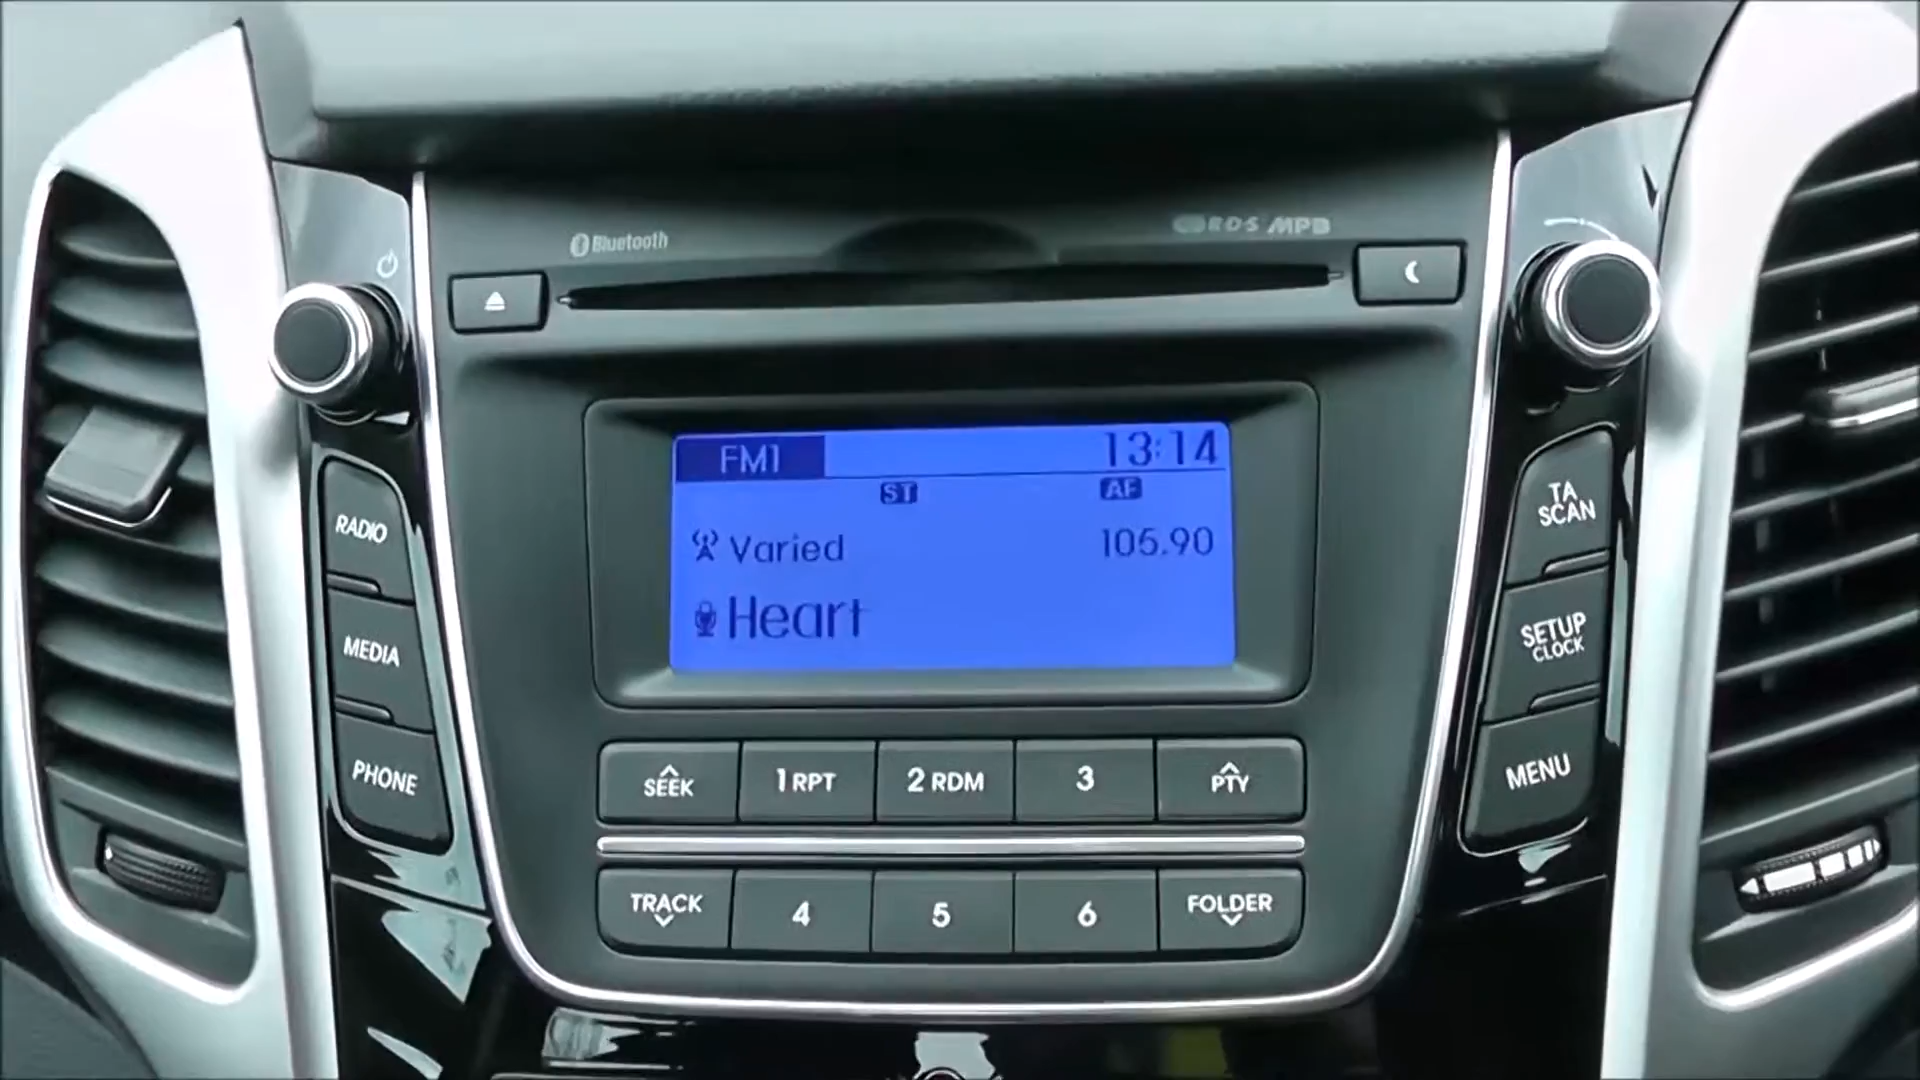 Bluetooth
RDS MP3
FM1 13:14
ST AF
Varied 105.90
Heart
RADIO
MEDIA
PHONE
TA
SCAN
SETUP
CLOCK
MENU
SEEK 1 RPT 2 RDM 3 PTY
TRACK 4 5 6 FOLDER